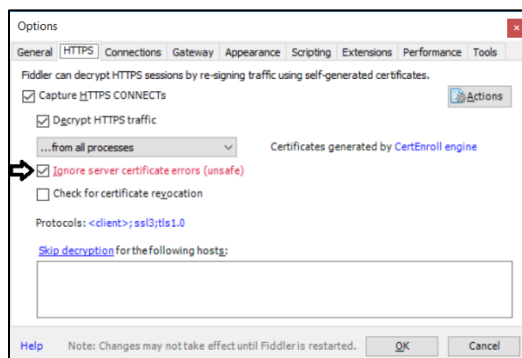 Options
General HTTPS Connections Gateway Appearance Scripting Extensions Performance Tools
Fiddler can decrypt HTTPS sessions by re-signing traffic using self-generated certificates.
Capture HTTPS CONNECTs
Actions
Decrypt HTTPS traffic
...from all processes
Certificates generated by CertEnroll engine
Ignore server certificate errors (unsafe)
Check for certificate revocation
Protocols: <client>;ssl3;tls1.0
Skip decryption for the following hosts:
Help Note: Changes may not take effect until Fiddler is restarted. OK Cancel